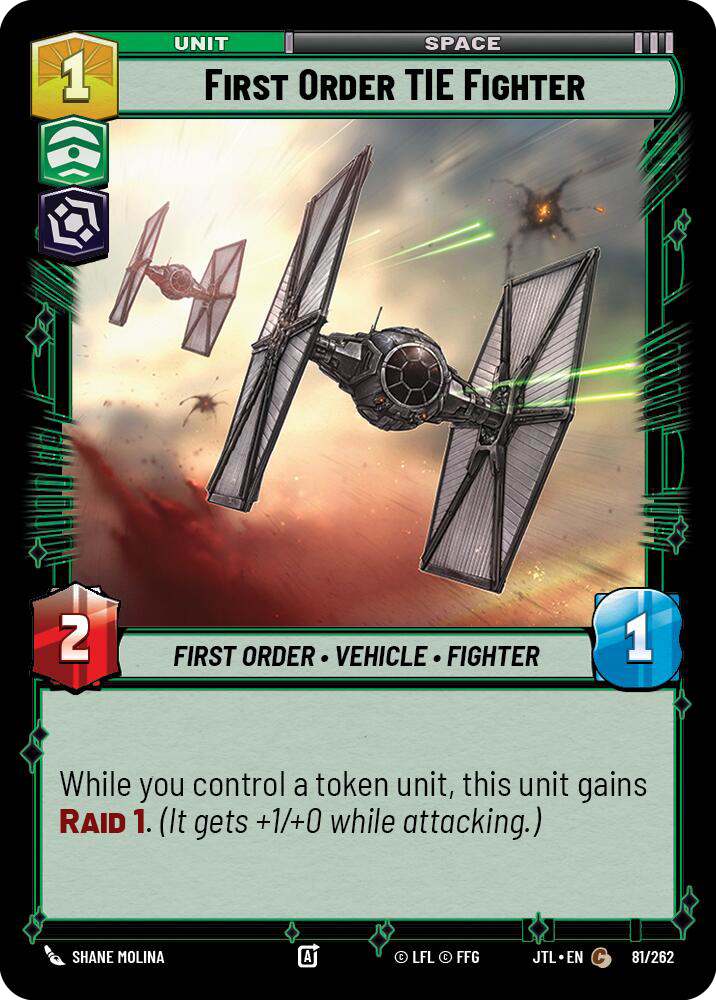 UNIT SPACE
1 FIRST ORDER TIE FIGHTER
2 FIRST ORDER • VEHICLE • FIGHTER 1
While you control a token unit, this unit gains
RAID 1. (It gets +1/+0 while attacking.)
SHANE MOLINA A © LFL © FFG JTL • EN C 81/262